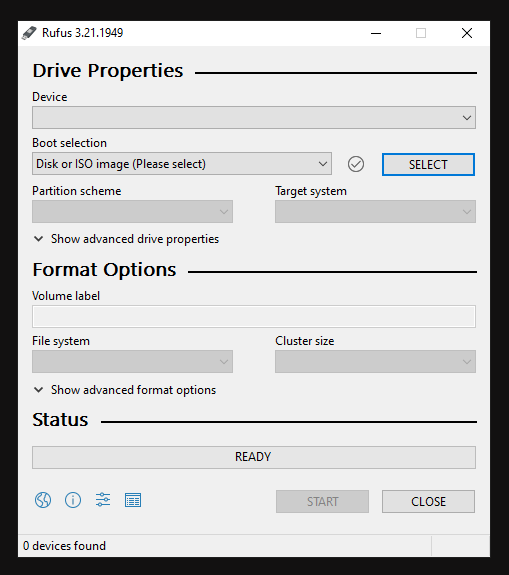 Rufus 3.21.1949
Drive Properties
Device
Boot selection
Disk or ISO image (Please select)
SELECT
Partition scheme
Target system
Show advanced drive properties
Format Options
Volume label
File system
Cluster size
Show advanced format options
Status
READY
START
CLOSE
0 devices found